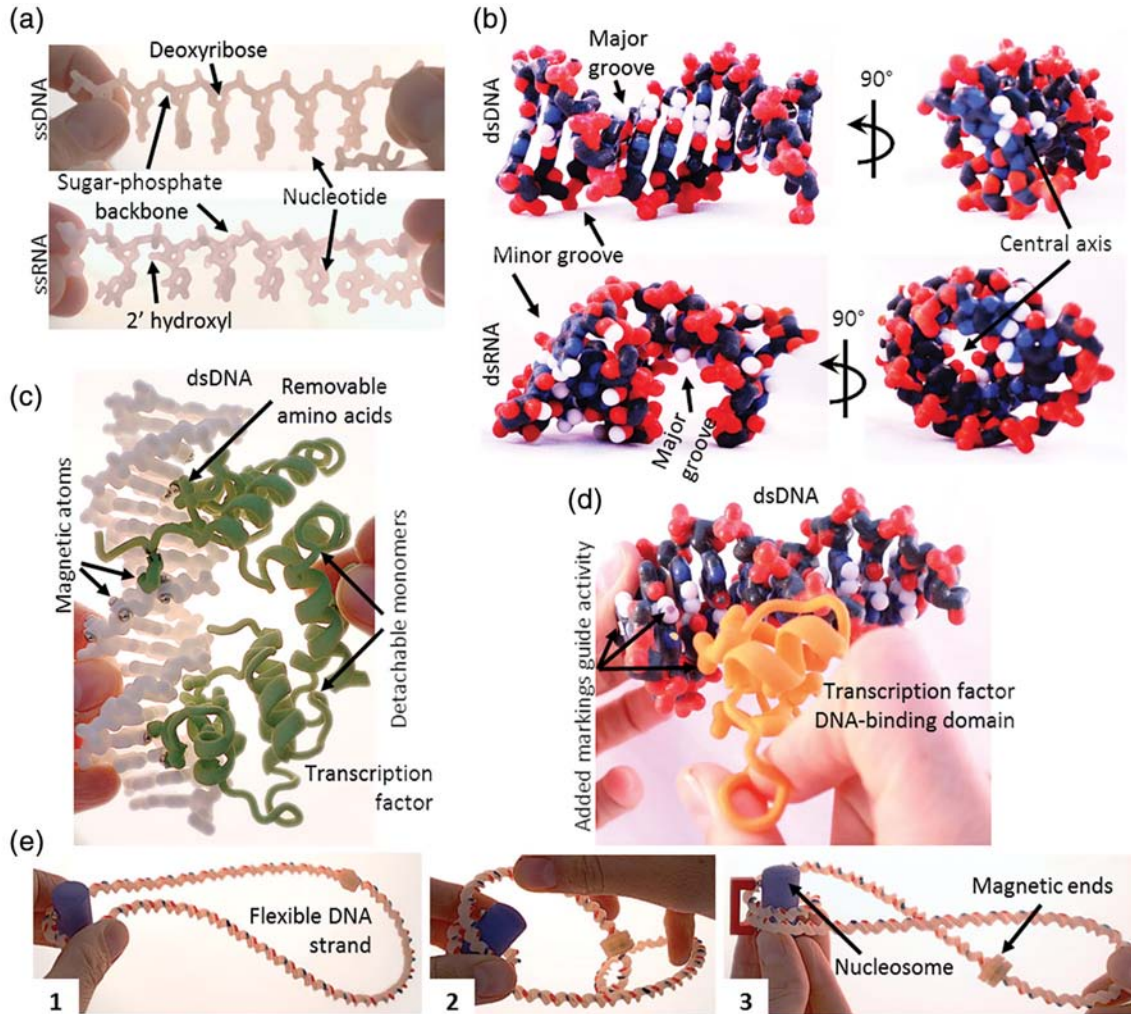 (a)
ssDNA
Deoxyribose
Sugar-phosphate
backbone
Nucleotide
ssRNA
2' hydroxyl
(b)
dsDNA
Major
groove
90°
Minor groove
Central axis
dsRNA
Major
groove
90°
(c)
dsDNA
Removable
amino acids
Magnetic atoms
Detachable monomers
Transcription
factor
(d)
dsDNA
Added markings guide activity
Transcription factor
DNA-binding domain
(e)
Flexible DNA
strand
1
2
Magnetic ends
Nucleosome
3